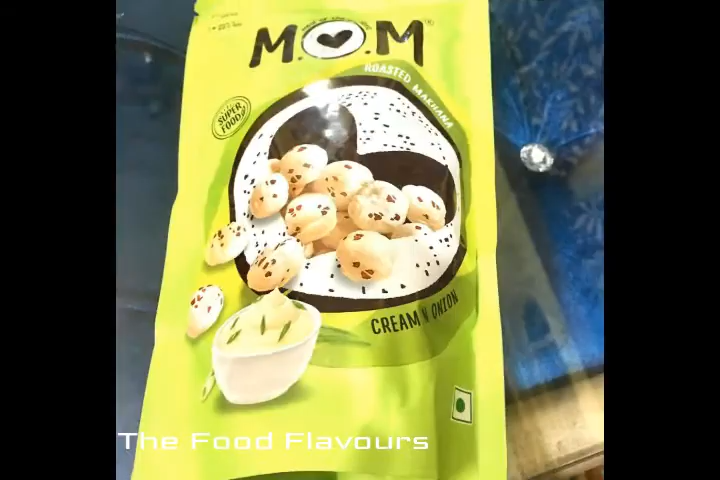 M.O.M®
ROASTED MAKHANA
SUPER
FOOD
CREAM N ONION
The Food Flavours